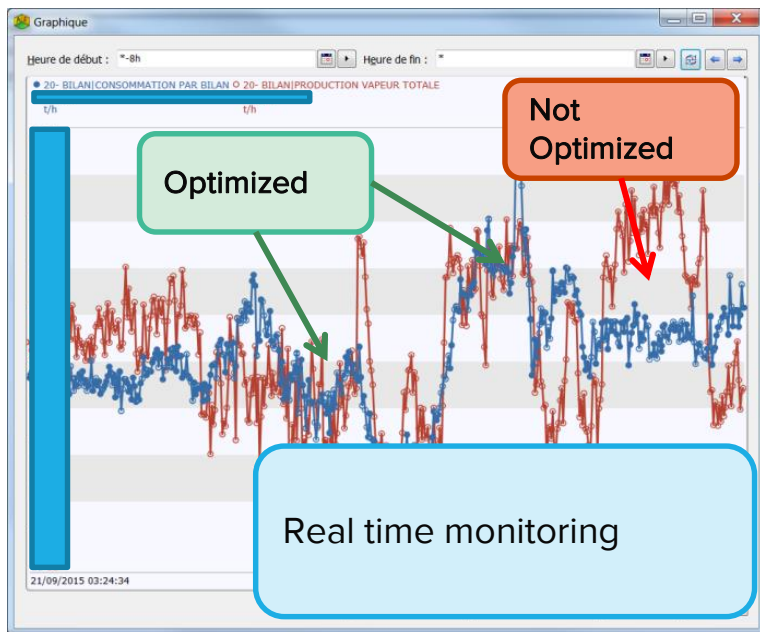 Graphique
Heure de début : *-8h Heure de fin : *
20- BILAN|CONSOMMATION PAR BILAN 20- BILAN|PRODUCTION VAPEUR TOTALE
t/h t/h
Not
Optimized
Optimized
Real time monitoring
21/09/2015 03:24:34